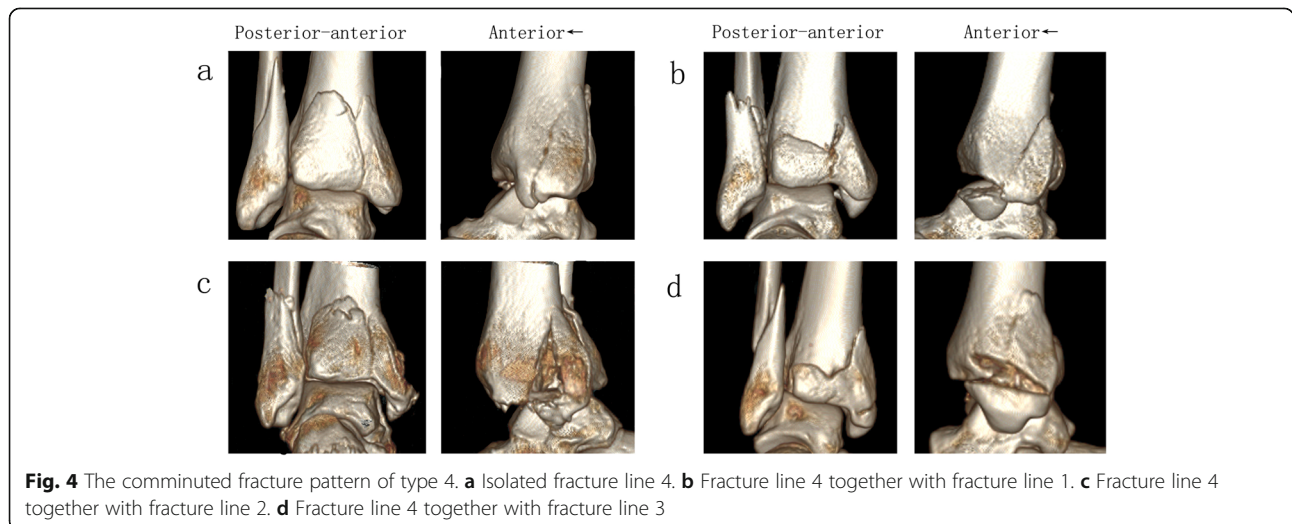 Posterior-anterior Anterior← Posterior-anterior Anterior←
a b
c d
Fig. 4 The comminuted fracture pattern of type 4. a Isolated fracture line 4. b Fracture line 4 together with fracture line 1. c Fracture line 4
together with fracture line 2. d Fracture line 4 together with fracture line 3